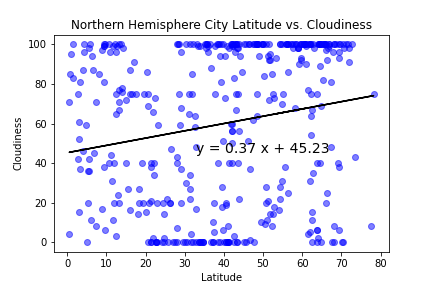 Northern Hemisphere City Latitude vs. Cloudiness
Cloudiness
100
80
60
40
20
0
y = 0.37 x + 45.23
0 10 20 30 40 50 60 70 80
Latitude